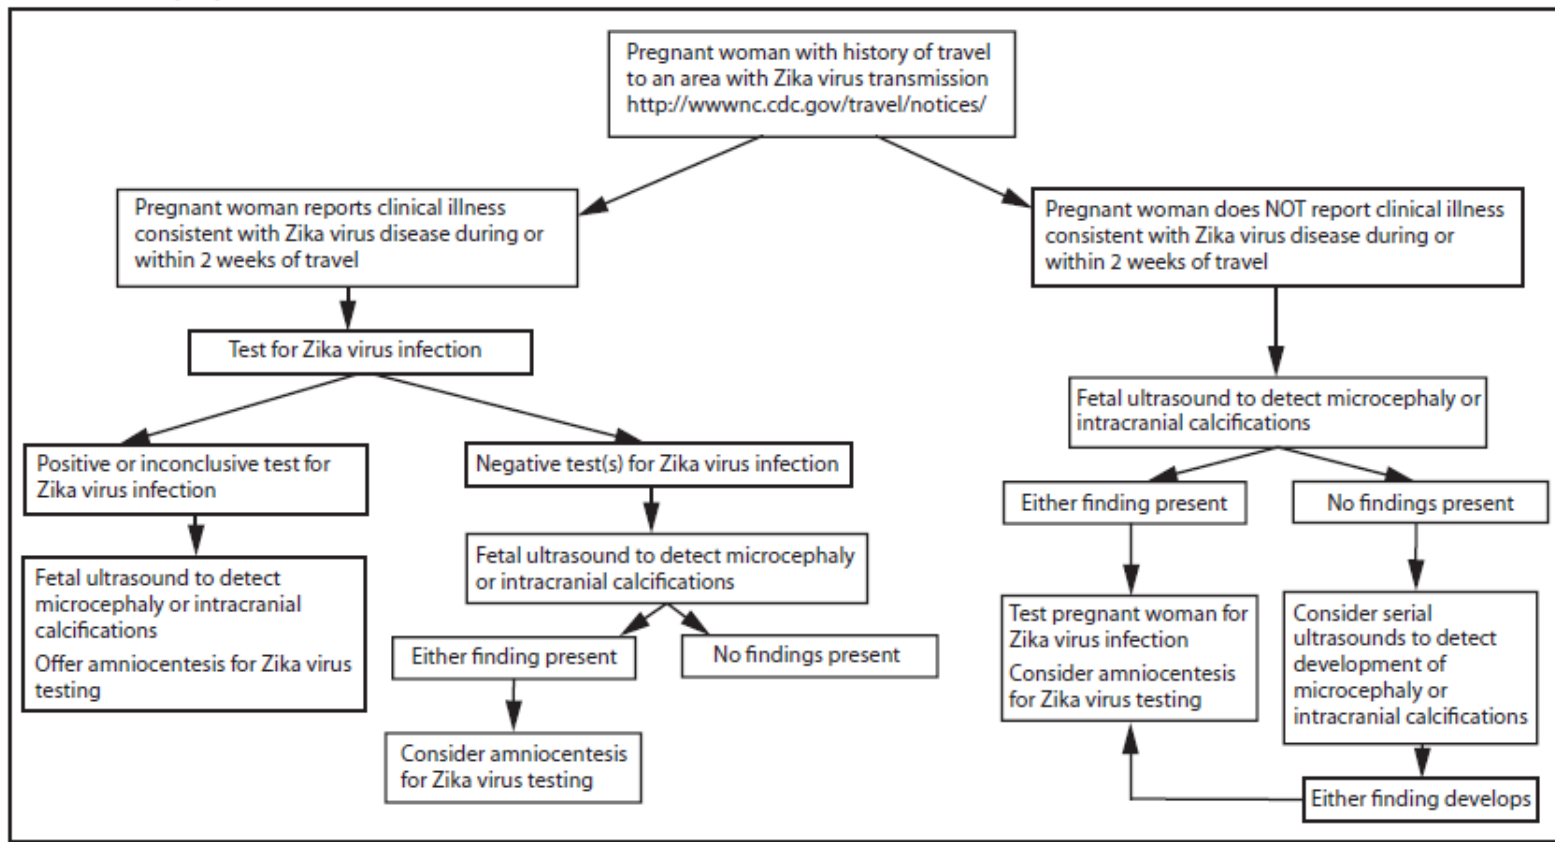 Pregnant woman with history of travel
to an area with Zika virus transmission
http://wwwnc.cdc.gov/travel/notices/
Pregnant woman reports clinical illness
consistent with Zika virus disease during or
within 2 weeks of travel
Pregnant woman does NOT report clinical illness
consistent with Zika virus disease during or
within 2 weeks of travel
Test for Zika virus infection
Positive or inconclusive test for
Zika virus infection
Negative test(s) for Zika virus infection
Fetal ultrasound to detect
microcephaly or intracranial
calcifications
Offer amniocentesis for Zika virus
testing
Fetal ultrasound to detect microcephaly
or intracranial calcifications
Either finding present
No findings present
Consider amniocentesis
for Zika virus testing
Fetal ultrasound to detect microcephaly or
intracranial calcifications
Either finding present
No findings present
Test pregnant woman for
Zika virus infection
Consider amniocentesis
for Zika virus testing
Consider serial
ultrasounds to detect
development of
microcephaly or
intracranial calcifications
Either finding develops